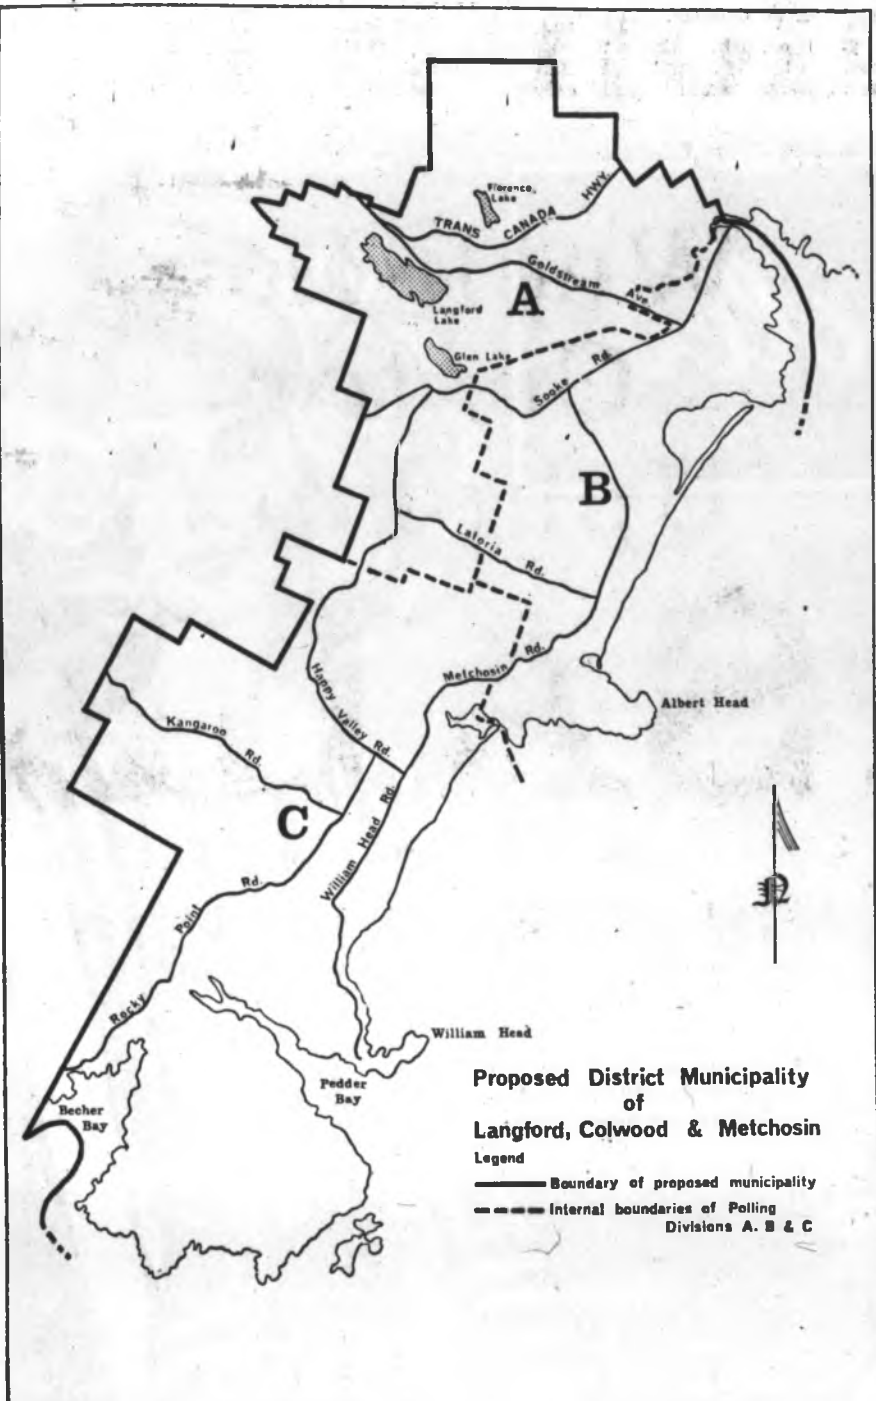 Florence
Lake
TRANS CANADA HWY.
Goldstream Ave
A
Langford
Lake
Glen Lake
Sooke Rd.
B
Latoria Rd.
Metchosin Rd.
Happy Valley Rd.
Albert Head
Kangaroo Rd.
C
William Head Rd.
Rocky Point Rd.
N
William Head
Pedder
Bay
Becher
Bay
Proposed District Municipality
of
Langford, Colwood & Metchosin
Legend
Boundary of proposed municipality
Internal boundaries of Polling
Divisions A. B & C